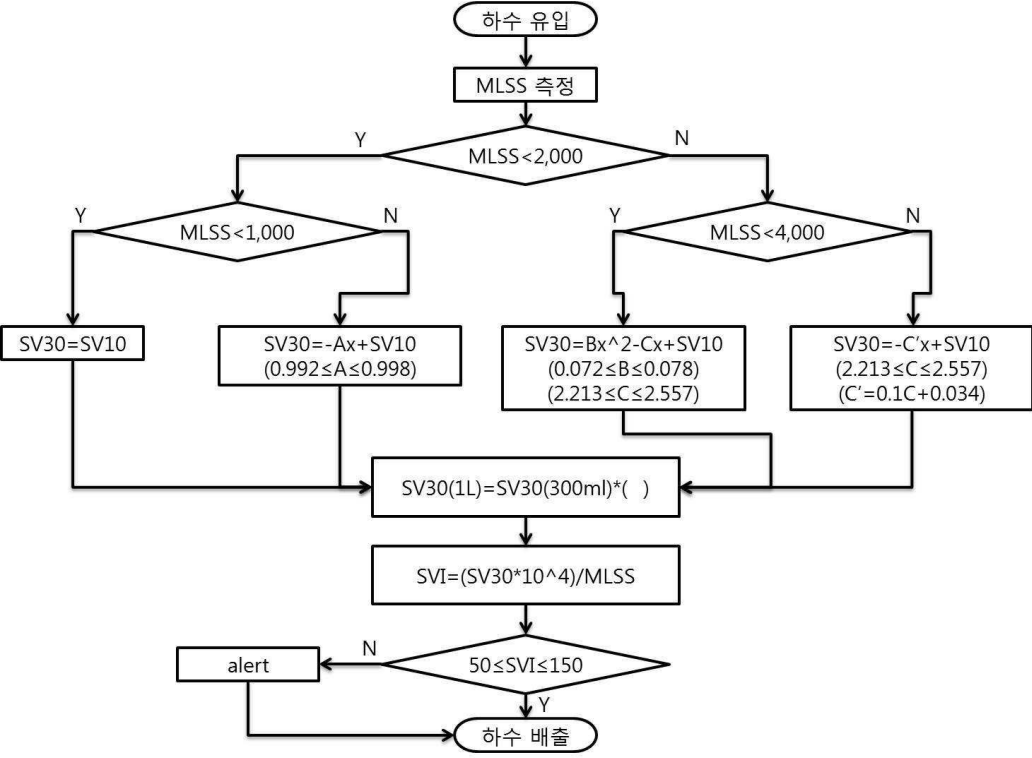 하수 유입
MLSS 측정
Y
N
MLSS<2,000
Y
N
MLSS<1,000
Y
N
MLSS<4,000
SV30=SV10
SV30=-Ax+SV10
(0.992≤A≤0.998)
SV30=Bx^2-Cx+SV10
(0.072≤B≤0.078)
(2.213≤C≤2.557)
SV30=-C’x+SV10
(2.213≤C≤2.557)
(C’=0.1C+0.034)
SV30(1L)=SV30(300ml)*( )
SVI=(SV30*10^4)/MLSS
N
50≤SVI≤150
alert
Y
하수 배출